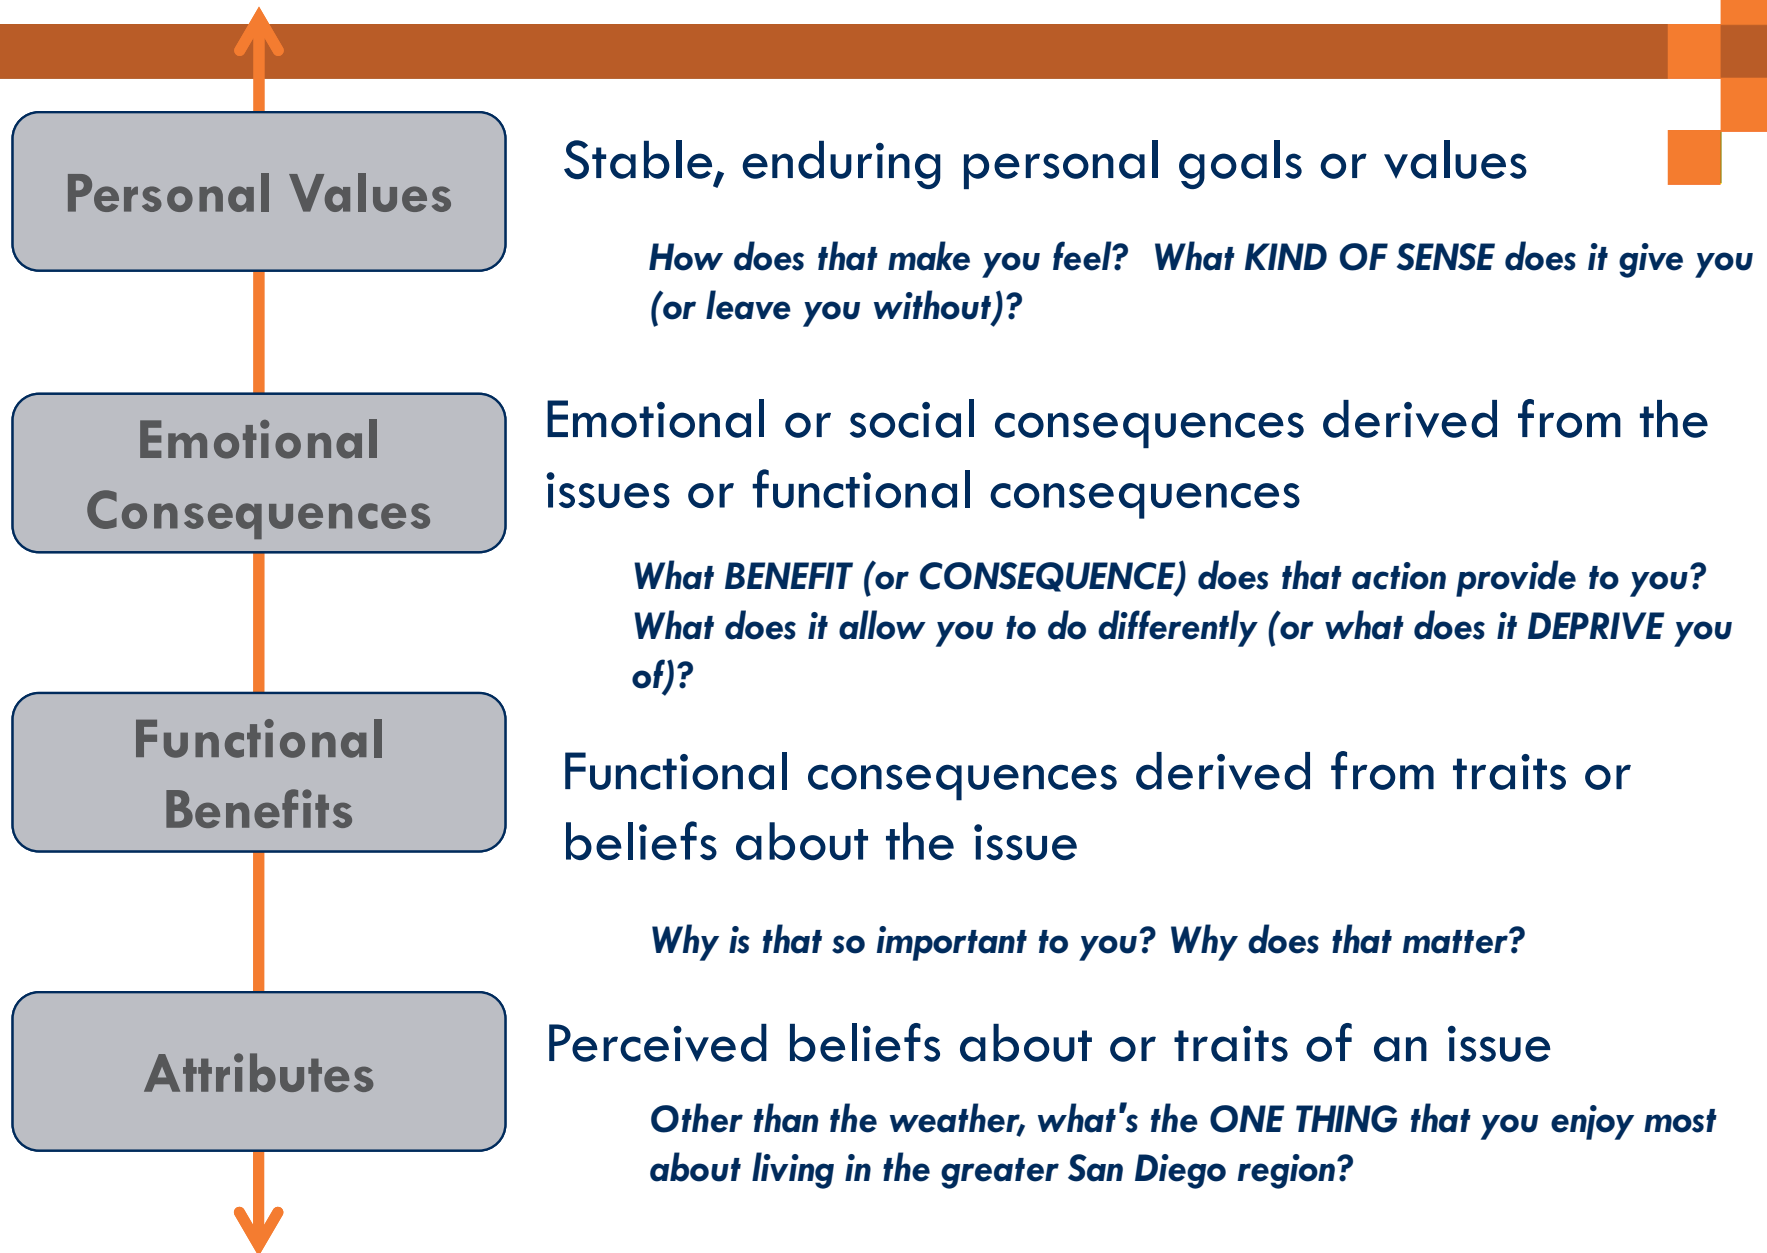 Personal Values
Stable, enduring personal goals or values
How does that make you feel?  What KIND OF SENSE does it give you
(or leave you without)?
Emotional
Consequences
Emotional or social consequences derived from the
issues or functional consequences
What BENEFIT (or CONSEQUENCE) does that action provide to you?
What does it allow you to do differently (or what does it DEPRIVE you
of)?
Functional
Benefits
Functional consequences derived from traits or
beliefs about the issue
Why is that so important to you? Why does that matter?
Attributes
Perceived beliefs about or traits of an issue
Other than the weather, what's the ONE THING that you enjoy most
about living in the greater San Diego region?